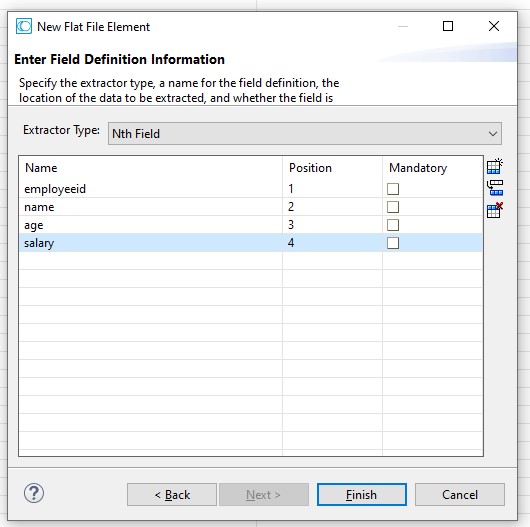 New Flat File Element
Enter Field Definition Information
Specify the extractor type, a name for the field definition, the
location of the data to be extracted, and whether the field is
Extractor Type: Nth Field
Name Position Mandatory
employeeid 1
name 2
age 3
salary 4
? < Back Next > Finish Cancel